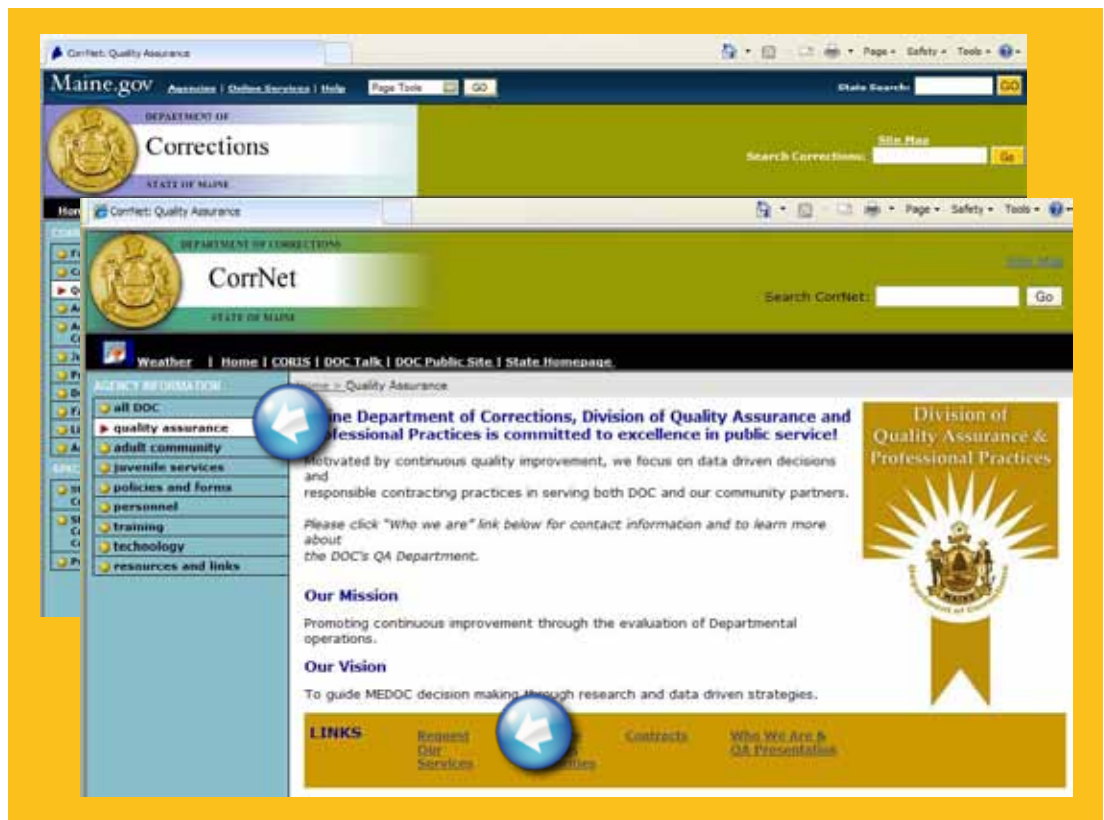 CorrNet: Quality Assurance
Page Safety Tools
Maine.gov Agencies | Online Services | Help Page Tools GO State Search: GO
DEPARTMENT OF
Corrections
STATE OF MAINE
Site Map
Search Corrections: Go
CorrNet: Quality Assurance
Page Safety Tools
DEPARTMENT OF CORRECTIONS
CorrNet
STATE OF MAINE
Site Map
Search CorrNet: Go
Weather | Home | CORIS | DOC Talk | DOC Public Site | State Homepage
AGENCY INFORMATION
all DOC
quality assurance
adult community
juvenile services
policies and forms
personnel
training
technology
resources and links
Home > Quality Assurance
Department of Corrections, Division of Quality Assurance and
Professional Practices is committed to excellence in public service!
Motivated by continuous quality improvement, we focus on data driven decisions
and
responsible contracting practices in serving both DOC and our community partners.
Please click "Who we are" link below for contact information and to learn more
about
the DOC's QA Department.
Our Mission
Promoting continuous improvement through the evaluation of Departmental
operations.
Our Vision
To guide MEDOC decision making through research and data driven strategies.
Division of
Quality Assurance &
Professional Practices
MAINE
Department of Corrections
LINKS
Request
Our
Services
Contracts
Who We Are &
QA Presentation